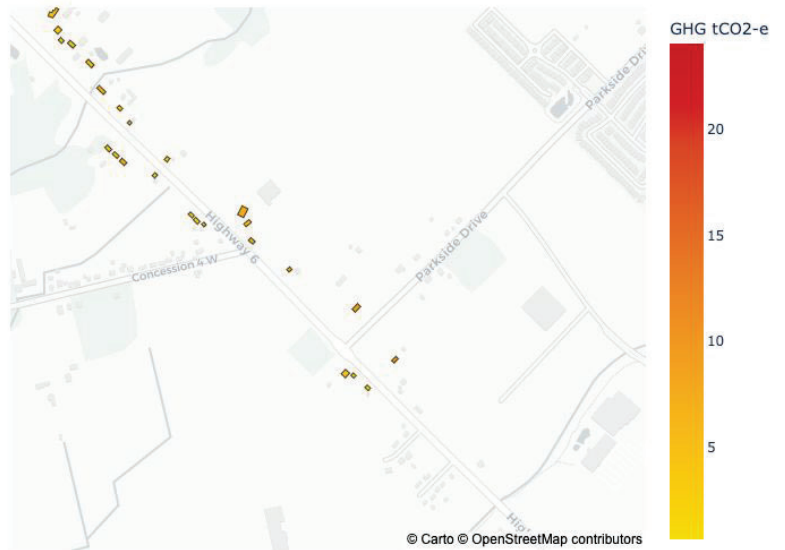 GHG tCO2-e
20
15
10
5
Parkside Drive
Highway 6
Parkside Drive
Concession 4 W
© Carto © OpenStreetMap contributors